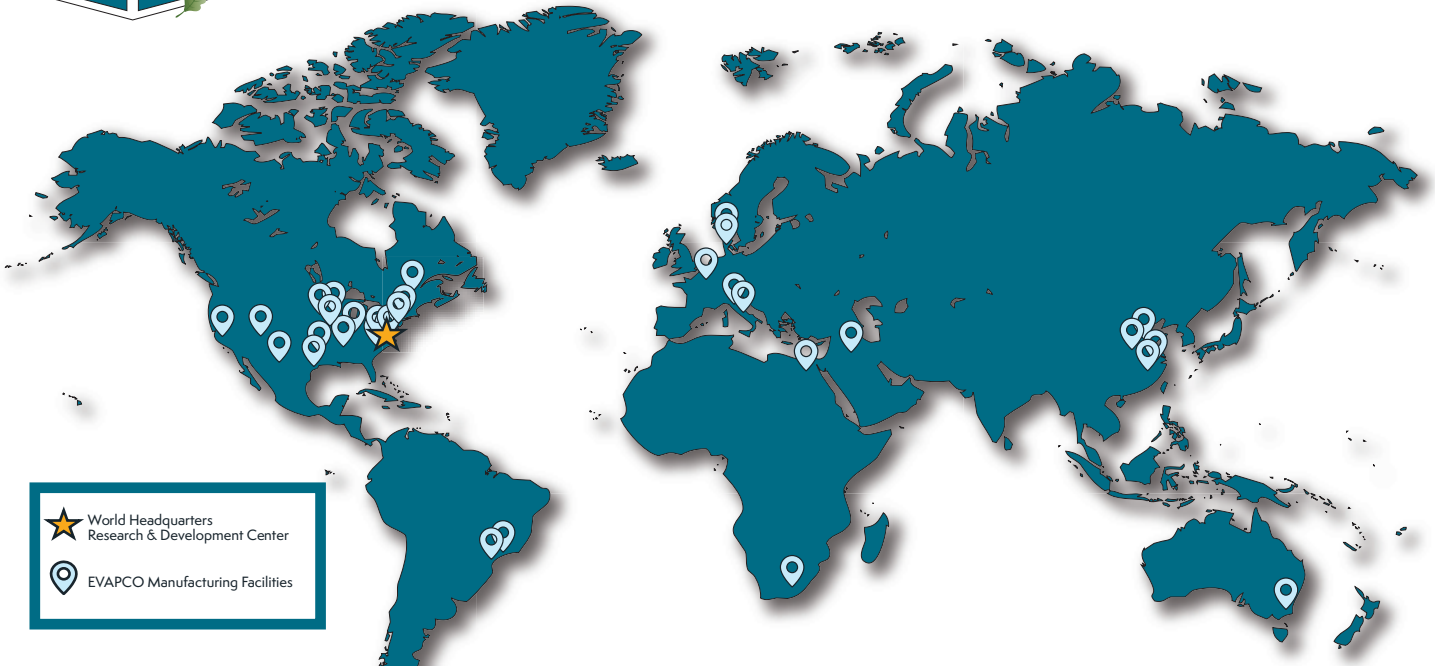 World Headquarters
Research & Development Center
EVAPCO Manufacturing Facilities